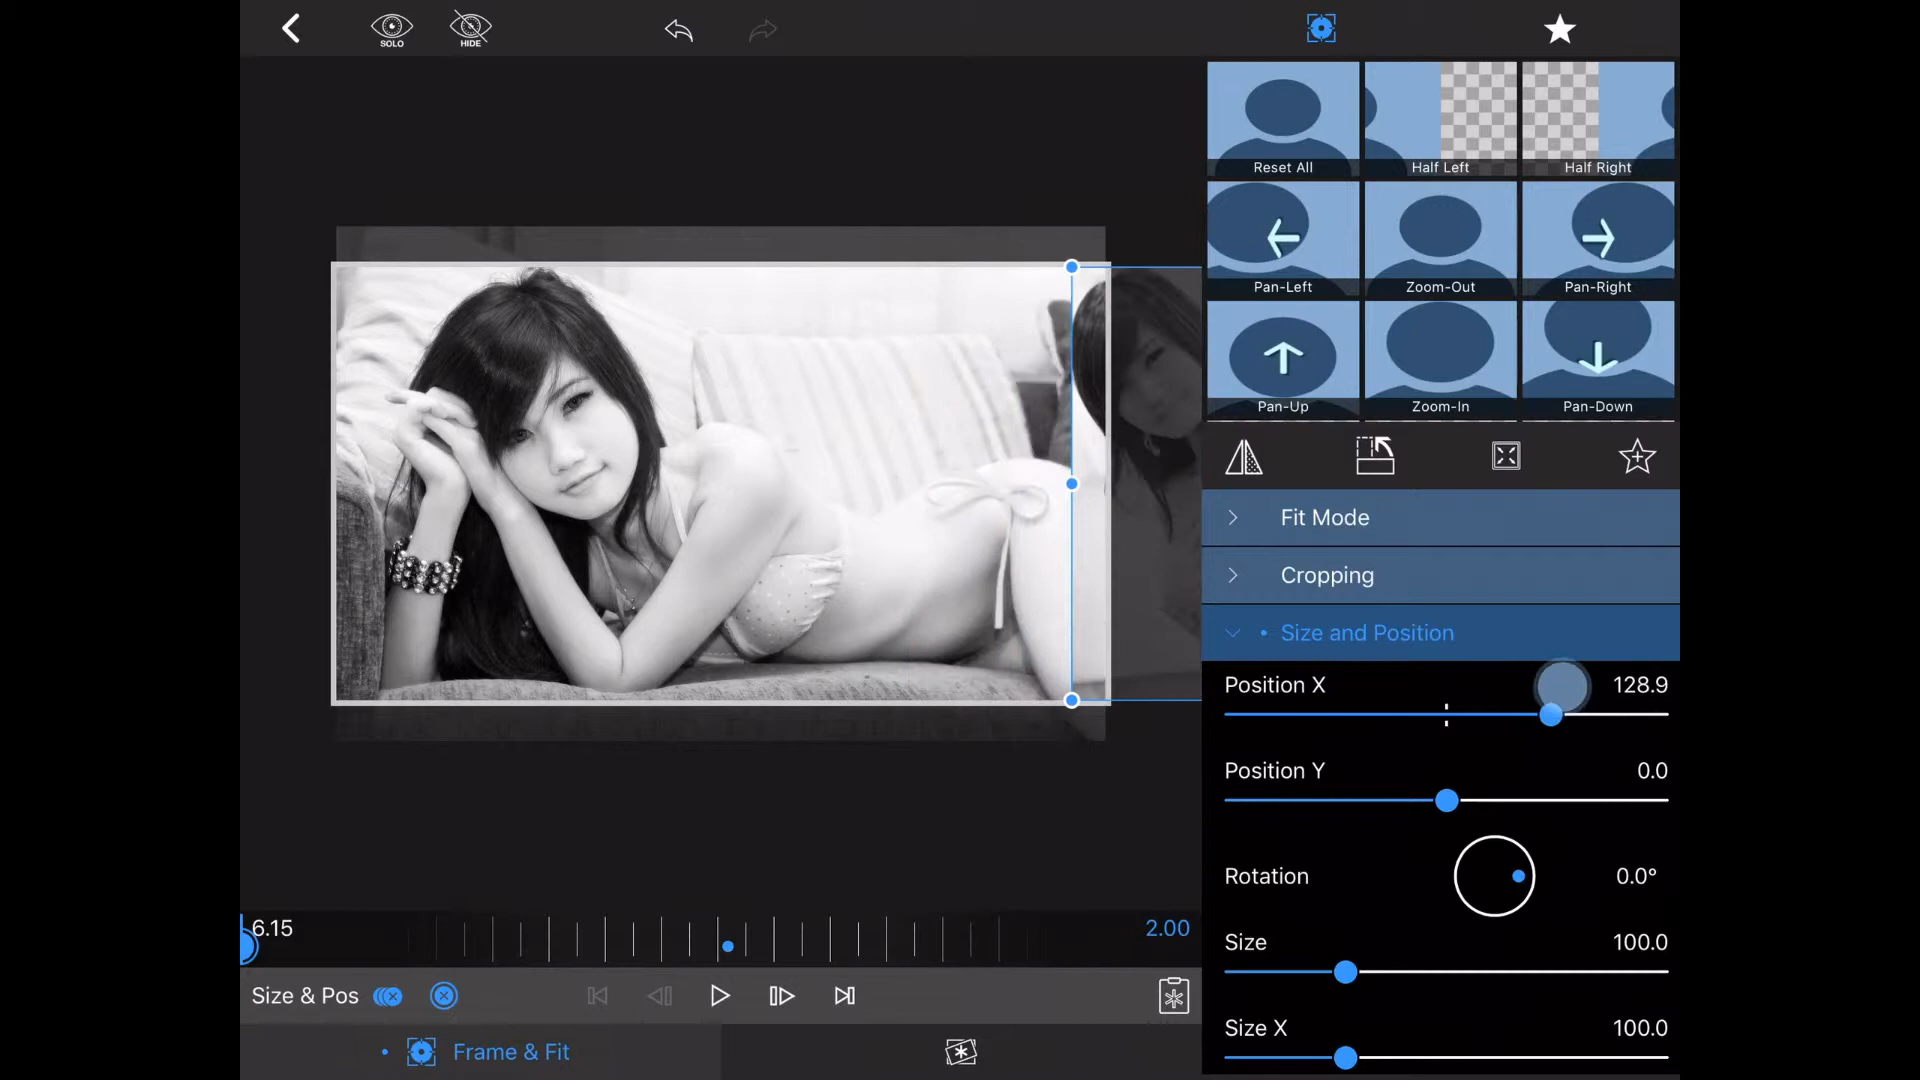 SOLO
HIDE
Reset All
Half Left
Half Right
Pan-Left
Zoom-Out
Pan-Right
Pan-Up
Zoom-In
Pan-Down
Fit Mode
Cropping
Size and Position
Position X 128.9
Position Y 0.0
Rotation 0.0°
Size 100.0
Size X 100.0
6.15
2.00
Size & Pos
Frame & Fit